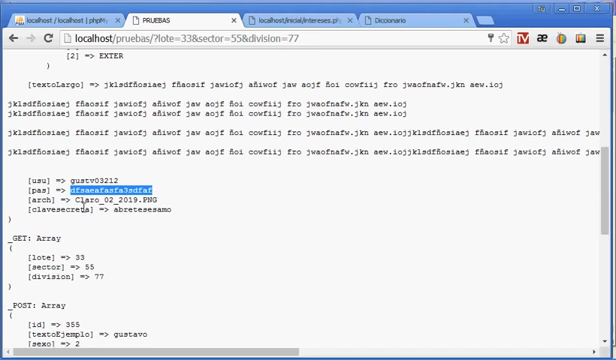 localhost | phpM
PRUEBAS
localhost/inicial/intereses.ph
Diccionario
localhost/pruebas/?lote=33&sector=55&division=77
[2] => EXTER
)
[textoLargo] => jklsdfñosiaej fñaosif jawiofj añiwof jaw aojf ñoi cowfiij fro jwaofnafw.jkn aew.ioj
jklsdfñosiaej fñaosif jawiofj añiwof jaw aojf ñoi cowfiij fro jwaofnafw.jkn aew.ioj
jklsdfñosiaej fñaosif jawiofj añiwof jaw aojf ñoi cowfiij fro jwaofnafw.jkn aew.ioj
jklsdfñosiaej fñaosif jawiofj añiwof jaw aojf ñoi cowfiij fro jwaofnafw.jkn aew.iojjklsdfñosiaej fñaosif jawiofj añiwof jaw
jklsdfñosiaej fñaosif jawiofj añiwof jaw aojf ñoi cowfiij fro jwaofnafw.jkn aew.iojjklsdfñosiaej fñaosif jawiofj añiwof jaw
[usu] => gustv03212
[pas] => dfsaeafasfa3sdfaf
[arch] => Claro_02_2019.PNG
[clavesecreta] => abretesesamo
)
_GET: Array
(
[lote] => 33
[sector] => 55
[division] => 77
)
_POST: Array
(
[id] => 355
[textoEjemplo] => gustavo
[sexo] => 2